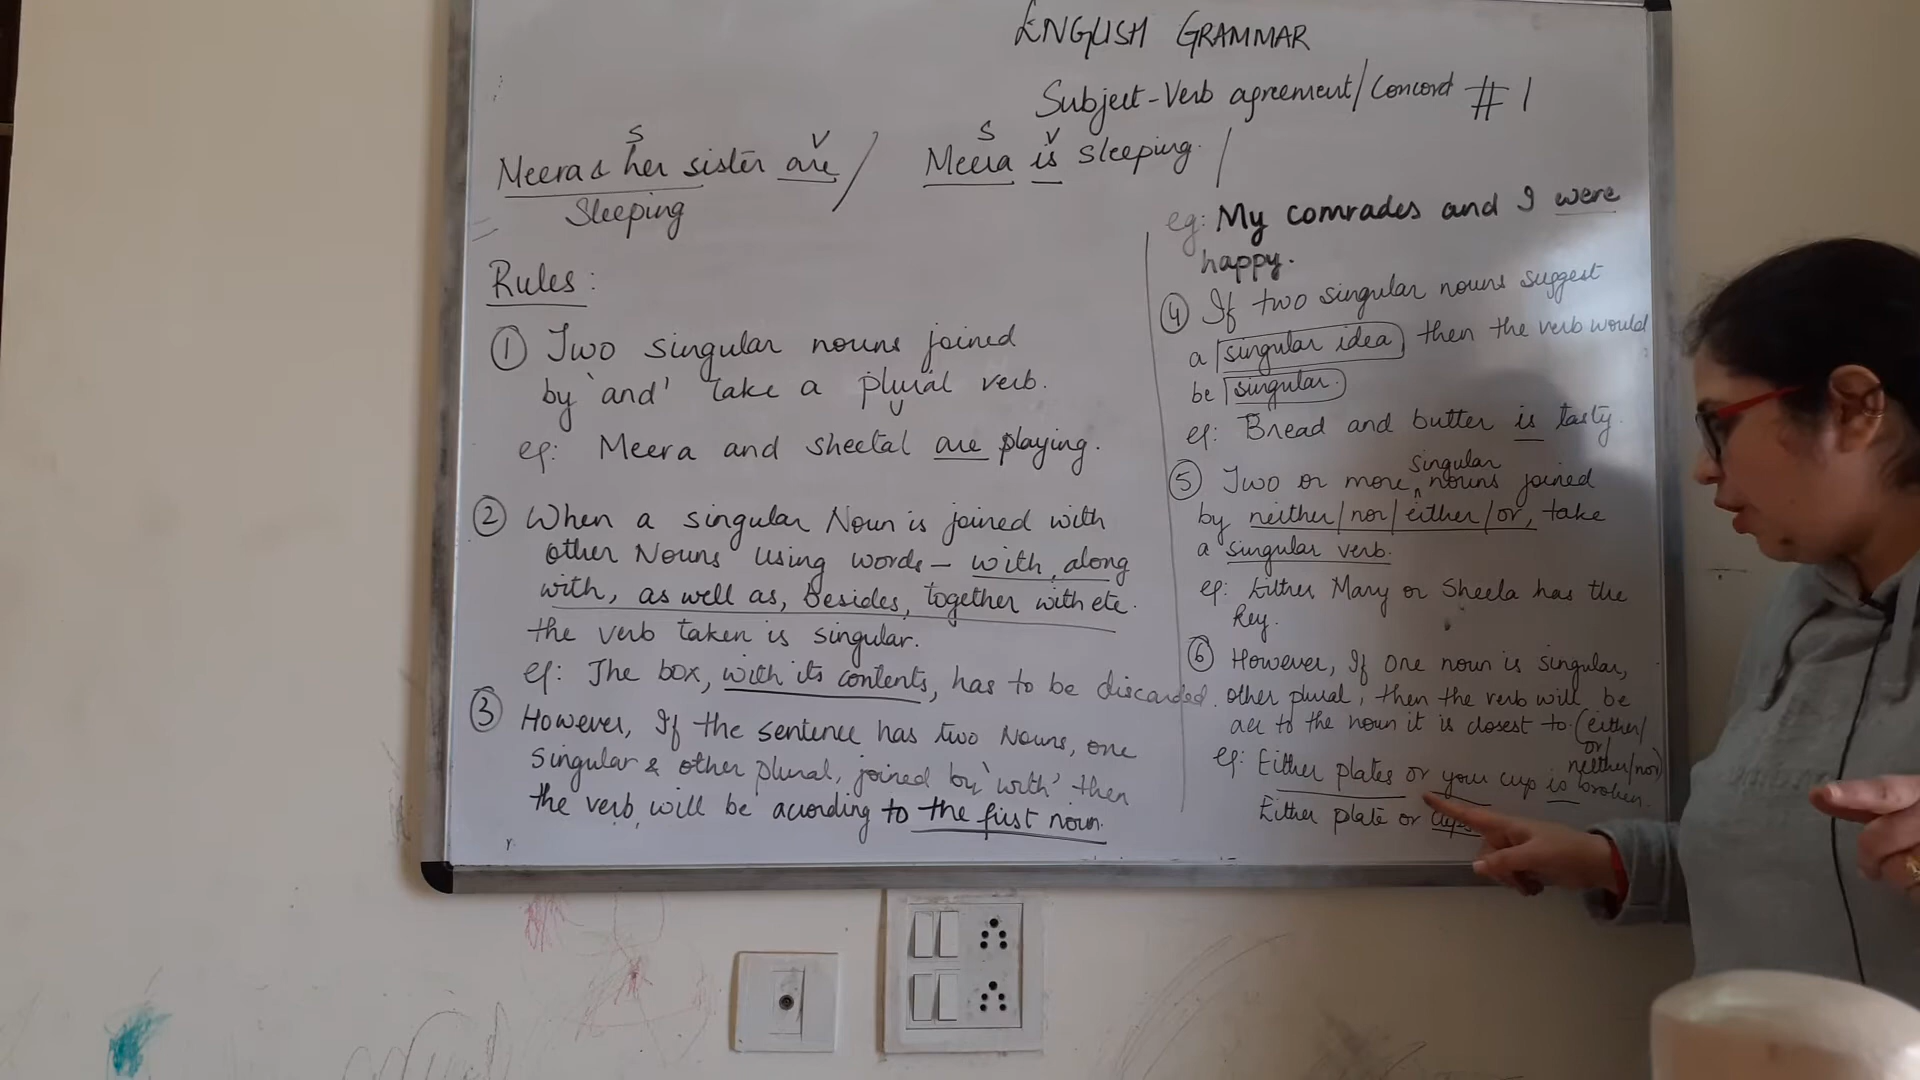 ENGLISH GRAMMAR
Subject-Verb agreement/Concord #1
S V
Meera & her sister are /
Sleeping
S V
Meera is sleeping. /
Rules:
① Two singular nouns joined
by 'and' take a plural verb.
eg: Meera and sheetal are playing.
② When a singular Noun is joined with
other Nouns using words – with, along
with, as well as, besides, together with etc.
the verb taken is singular.
eg: The box, with its contents, has to be discarded.
③ However, If the sentence has two Nouns, one
singular & other plural, joined by 'with' then
the verb will be acording to the first noun.
eg: My comrades and I were
happy.
④ If two singular nouns suggest
a singular idea then the verb would
be singular.
eg: Bread and butter is tasty.
⑤ Two or more singular nouns joined
by neither/nor/either/or, take
a singular verb.
eg: Either Mary or Sheela has the
key.
⑥ However, If one noun is singular,
other plural, then the verb will be
acc to the noun it is closest to. (either/
or/
neither/nor)
eg: Either plates or your cup is broken.
Either plate or cups